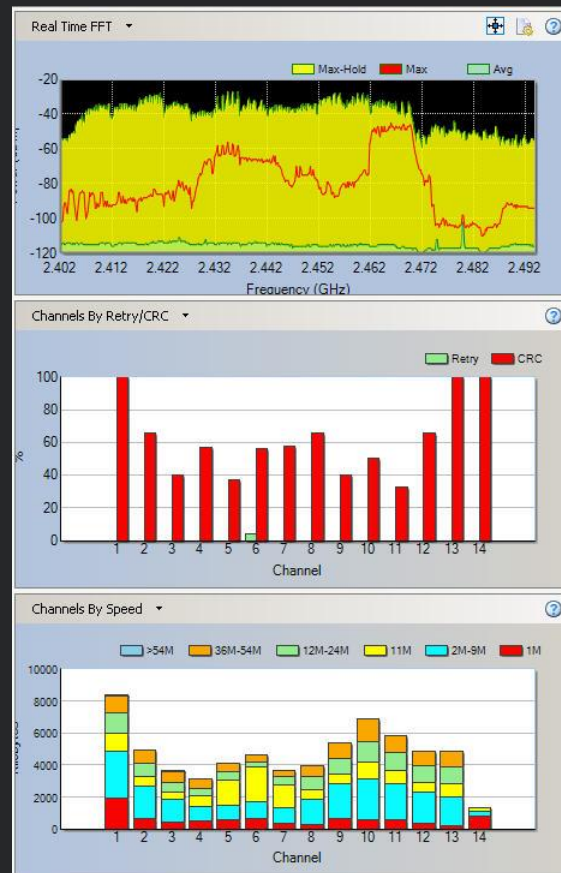 Real Time FFT
Max-Hold Max Avg
-20
-40
-60
-80
-100
-120
2.402 2.412 2.422 2.432 2.442 2.452 2.462 2.472 2.482 2.492
Frequency (GHz)
Channels By Retry/CRC
Retry CRC
100
80
60
40
20
0
%
1 2 3 4 5 6 7 8 9 10 11 12 13 14
Channel
Channels By Speed
>54M 36M-54M 12M-24M 11M 2M-9M 1M
10000
8000
6000
4000
2000
0
1 2 3 4 5 6 7 8 9 10 11 12 13 14
Channel